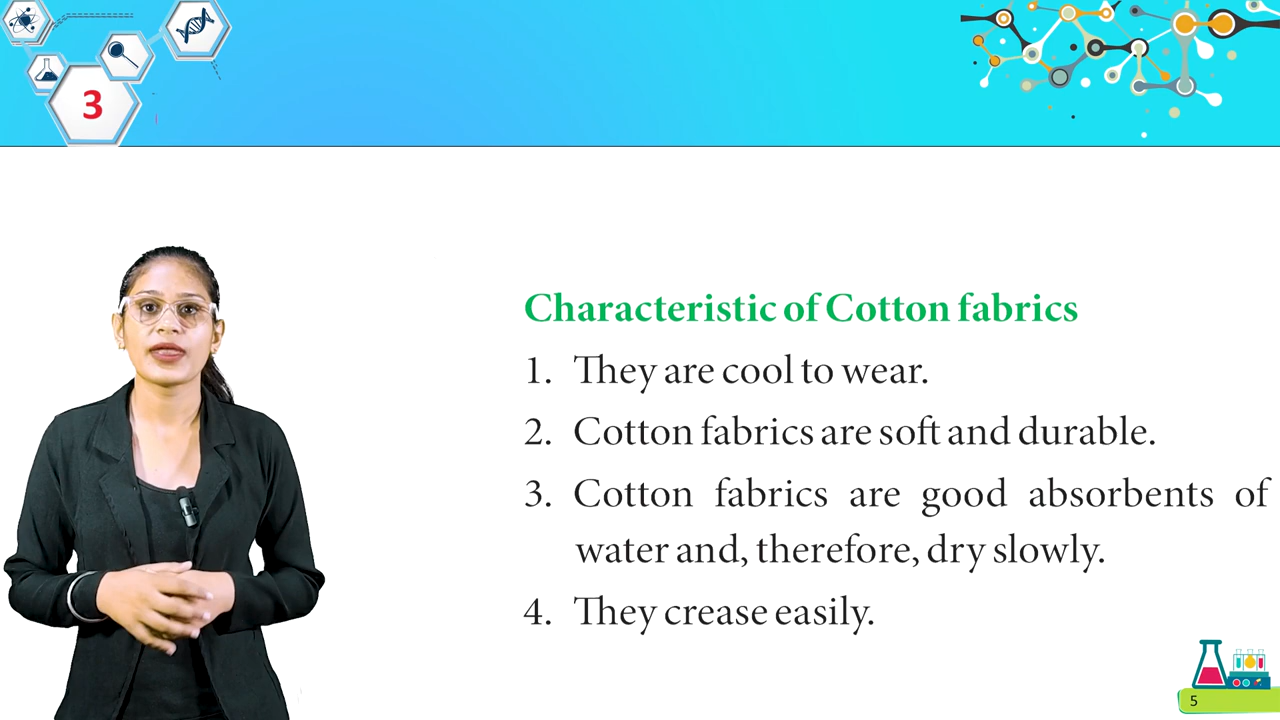 3
Characteristic of Cotton fabrics
1. They are cool to wear.
2. Cotton fabrics are soft and durable.
3. Cotton fabrics are good absorbents of
water and, therefore, dry slowly.
4. They crease easily.
5